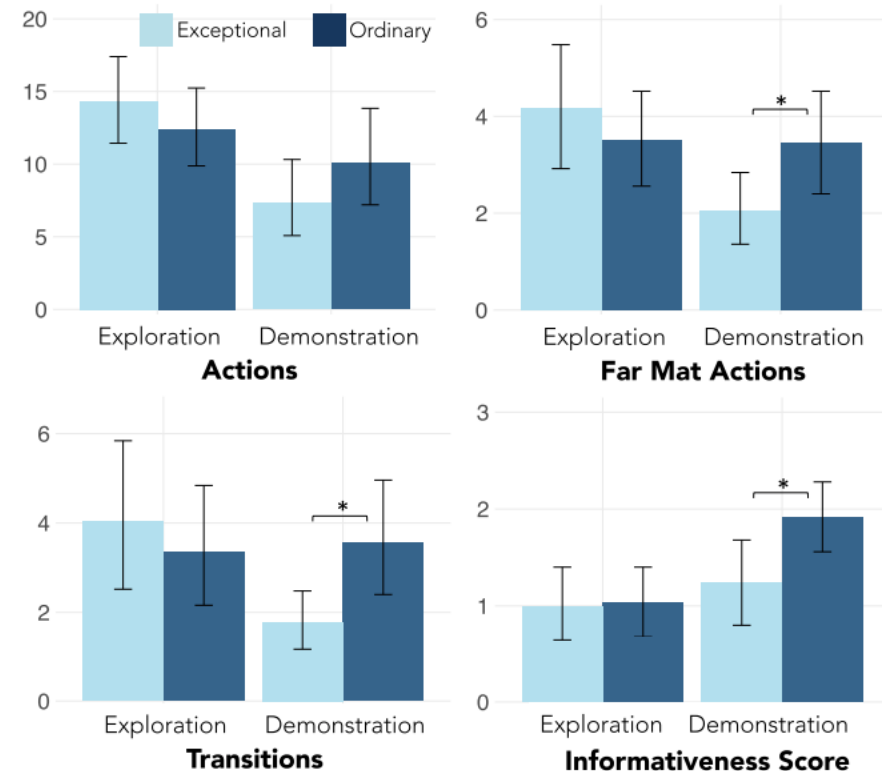 20
Exceptional
Ordinary
15
10
5
0
Exploration
Demonstration
Actions
6
4
*
2
0
Exploration
Demonstration
Far Mat Actions
6
4
*
2
0
Exploration
Demonstration
Transitions
3
2
*
1
0
Exploration
Demonstration
Informativeness Score